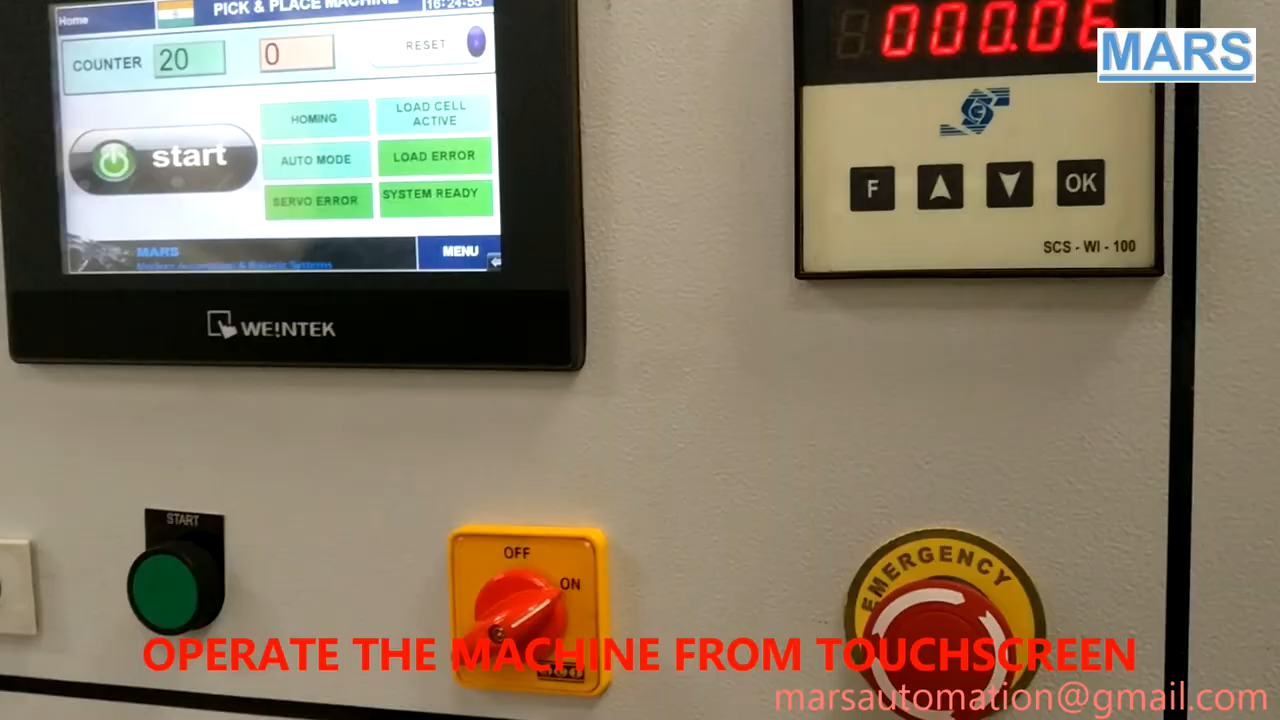 Home
PICK & PLACE MACHINE
16:24:55
COUNTER 20 0 RESET
start
HOMING
LOAD CELL
ACTIVE
AUTO MODE
LOAD ERROR
SERVO ERROR
SYSTEM READY
MARS
MENU
WE!NTEK
000.06
MARS
F
OK
SCS - WI - 100
START
OFF
ON
EMERGENCY
OPERATE THE MACHINE FROM TOUCHSCREEN
marsautomation@gmail.com